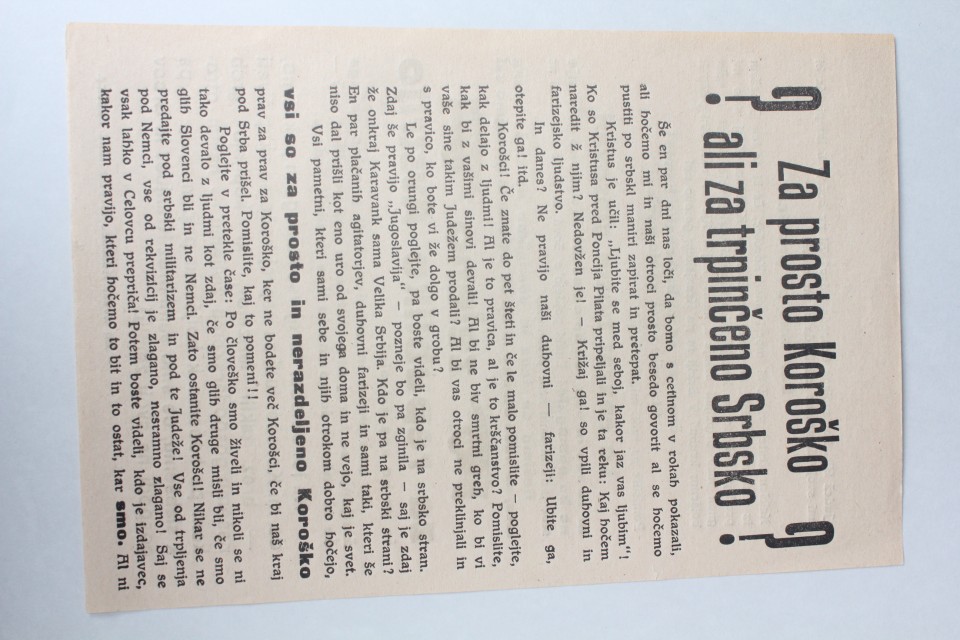 ? Za prosto Koroško ?
! ali za trpinčeno Srbsko !
Še en par dni nas loči, da bomo s cetlnom v rokah pokazali,
ali hočemo mi in naši otroci prosto besedo govorit al se hočemo
pustiti po srbski maniri zapirat in pretepat.
Kristus je učil: „Ljubite se med seboj, kakor jaz vas ljubim“!
Ko so Kristusa pred Poncija Pilata pripeljali in je ta reku: Kaj hočem
naredit ž njim? Nedovžen je! — Križaj ga! so vpili duhovni in
farizejsko ljudstvo.
In danes? Ne pravijo naši duhovni — farizeji: Ubite ga,
otepite ga! itd.
Korošci! Če znate do pet šteti in če le malo pomislite — poglejte,
kak delajo z ljudmi! Al je to pravica, al je to krščanstvo? Pomislite,
kak bi z vašimi sinovi devali! Al bi ne biv smrtni greh, ko bi vi
vaše sine takim Judežem prodali? Al bi vas otroci ne preklinjali in
s pravico, ko bote vi že dolgo v grobu?
Le po orungi poglejte, pa boste videli, kdo je na srbsko stran.
Zdaj še pravijo „Jugoslavija“ — pozneje bo pa zginila — saj je zdaj
že onkraj Karavank sama Velika Srbija. Kdo je pa na srbski strani?
En par plačanih agitatorjev, duhovni farizeji in sami taki, kteri še
niso dal prišli kot eno uro od svojega doma in ne vejo, kaj je svet.
Vsi pametni, kteri sami sebe in njih otrokom dobro hočejo,
vsi so za prosto in nerazdeljeno Koroško
prav za prav za Koroško, ker ne bodete več Korošci, če bi naš kraj
pod Srba prišel. Pomislite, kaj to pomeni!!
Poglejte v pretekle čase: Po človeško smo živeli in nikoli se ni
tako devalo z ljudmi kot zdaj, če smo glih druge misli bli, če smo
glih Slovenci bli in ne Nemci. Zato ostanite Korošci! Nikar se ne
predajte pod srbski militarizem in pod te Judeže! Vse od trpljenja
pod Nemci, vse od rekvizicij je zlagano, nesramno zlagano! Saj se
vsak lahko v Celovcu prepriča! Potem boste videli, kdo je izdajavec,
kakor nam pravijo, kteri hočemo to bit in to ostat, kar smo. Al ni